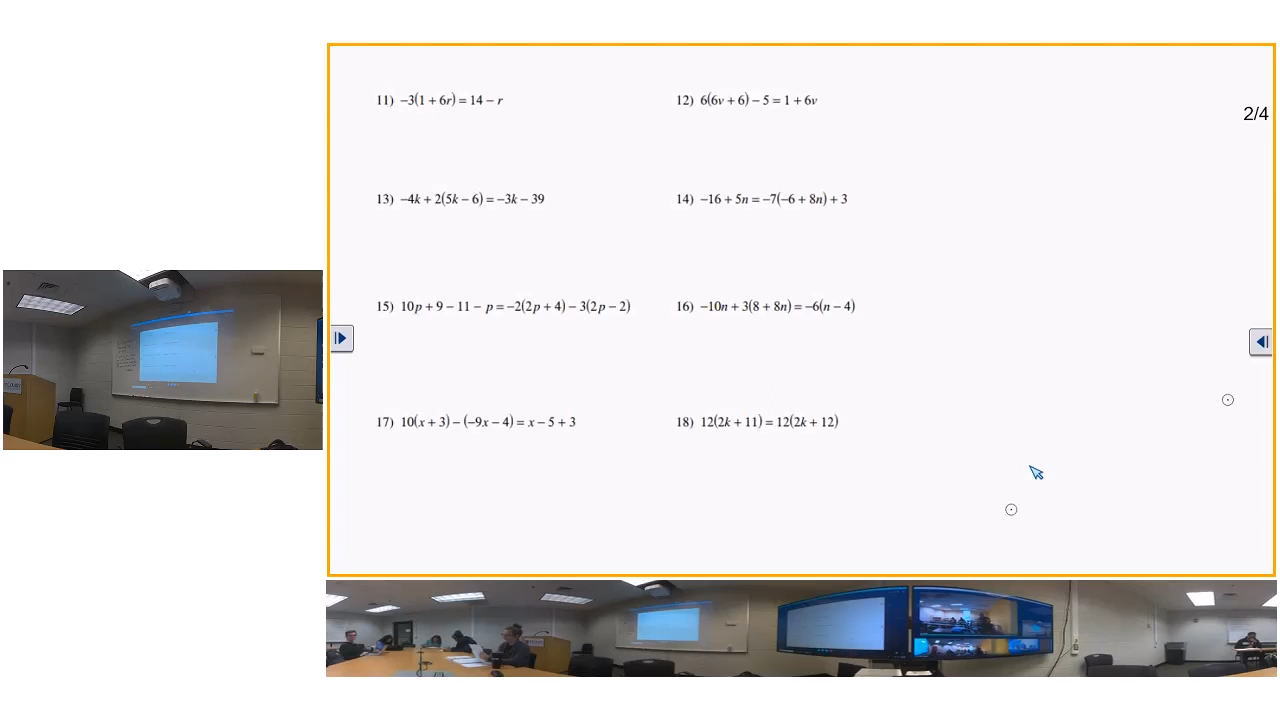 11) −3(1 + 6r) = 14 − r
12) 6(6v + 6) − 5 = 1 + 6v
2/4
13) −4k + 2(5k − 6) = −3k − 39
14) −16 + 5n = −7(−6 + 8n) + 3
15) 10p + 9 − 11 − p = −2(2p + 4) − 3(2p − 2)
16) −10n + 3(8 + 8n) = −6(n − 4)
17) 10(x + 3) − (−9x − 4) = x − 5 + 3
18) 12(2k + 11) = 12(2k + 12)